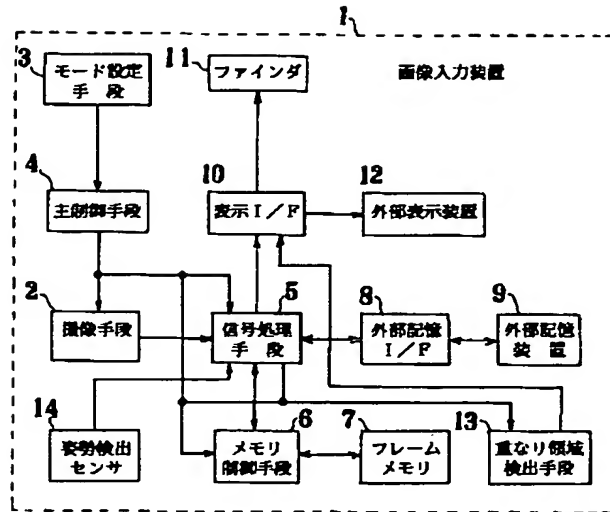 1
3
モード設定
手 段
11
ファインダ
画像入力装置
4
主制御手段
10
表示I/F
12
外部表示装置
2
撮像手段
5
信号処理
手 段
8
外部記憶
I/F
9
外部記憶
装 置
14
姿勢検出
センサ
6
メモリ
制御手段
7
フレーム
メモリ
13
重なり領域
検出手段